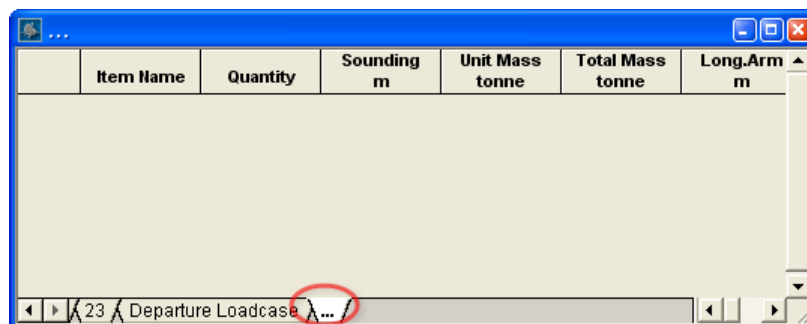 ...
Item Name Quantity Sounding m Unit Mass tonne Total Mass tonne Long.Arm m
23 Departure Loadcase ...